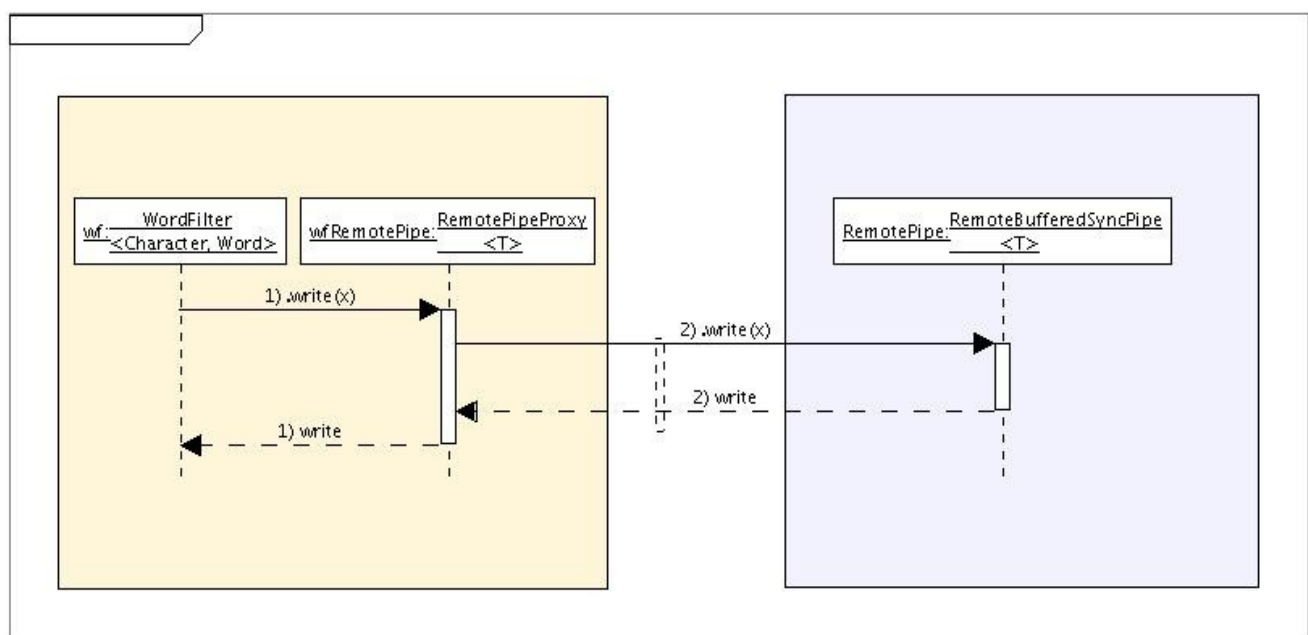 wf: WordFilter
<Character, Word>
wfRemotePipe: RemotePipeProxy
<T>
RemotePipe: RemoteBufferedSyncPipe
<T>
1) .write(x)
2) .write(x)
2) write
1) write